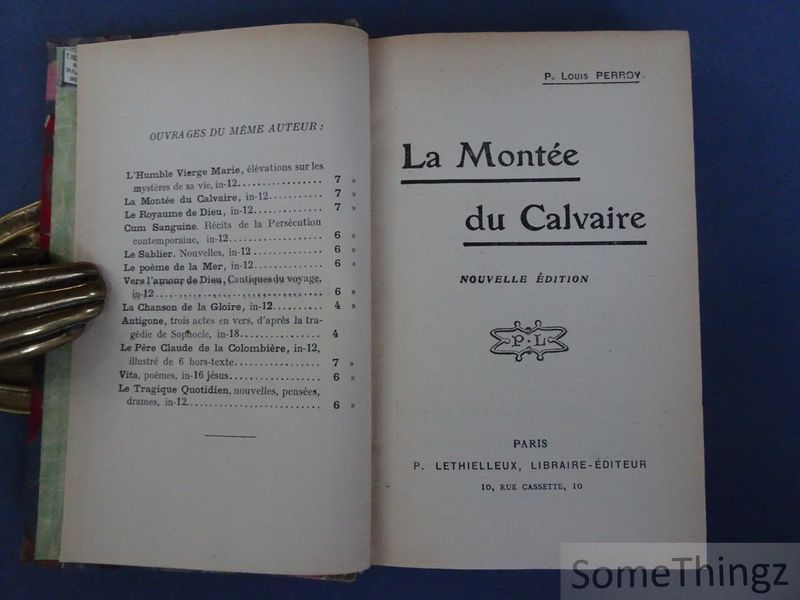 OUVRAGES DU MÊME AUTEUR :
L'Humble Vierge Marie, élévations sur les
mystères de sa vie, in-12................ 7 »
La Montée du Calvaire, in-12............. 7 »
Le Royaume de Dieu, in-12................ 7 »
Cum Sanguine. Récits de la Persécution
contemporaine, in-12................ 6 »
Le Sablier. Nouvelles, in-12 ............ 6 »
Le poème de la Mer, in-12................ 6 »
Vers l'amour de Dieu, Cantiques du voyage,
in-12................................ 6 »
La Chanson de la Gloire, in-12.......... 4 »
Antigone, trois actes en vers, d'après la tra-
gédie de Sophocle, in-18................ 4
Le Père Claude de la Colombière, in-12,
illustré de 6 hors-texte................ 7 »
Vita, poèmes, in-16 jésus................ 6 »
Le Tragique Quotidien, nouvelles, pensées,
drames, in-12........................ 6 »
P. Louis PERROY
La Montée
du Calvaire
NOUVELLE ÉDITION
P. L
PARIS
P. LETHIELLEUX, LIBRAIRE-ÉDITEUR
10, RUE CASSETTE, 10
SomeThingz